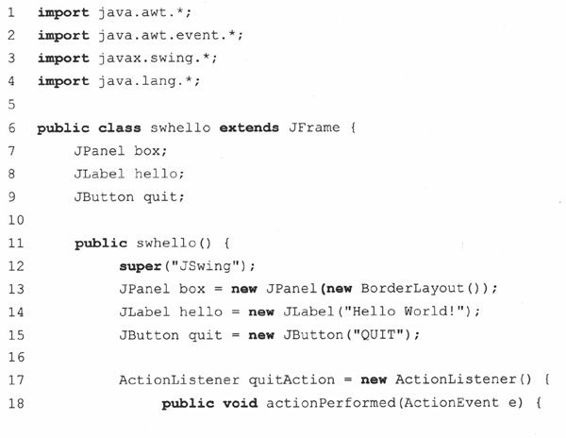 1 import java.awt.*;
2 import java.awt.event.*;
3 import javax.swing.*;
4 import java.lang.*;
5
6 public class swhello extends JFrame {
7 JPanel box;
8 JLabel hello;
9 JButton quit;
10
11 public swhello() {
12 super("JSwing");
13 JPanel box = new JPanel(new BorderLayout());
14 JLabel hello = new JLabel("Hello World!");
15 JButton quit = new JButton("QUIT");
16
17 ActionListener quitAction = new ActionListener() {
18 public void actionPerformed(ActionEvent e) {